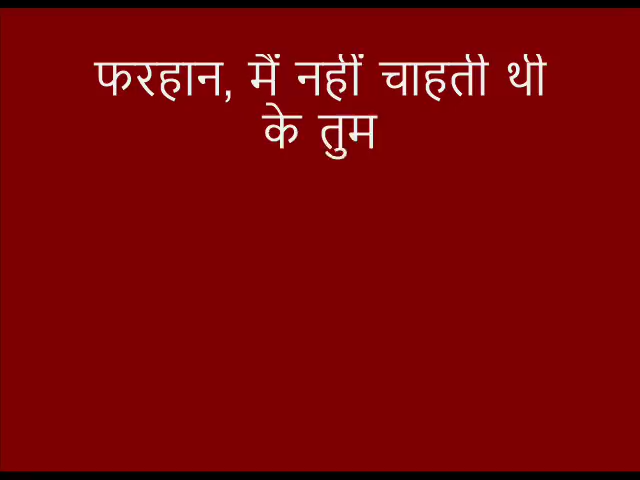 फरहान, मैं नहीं चाहती थी
के तुम